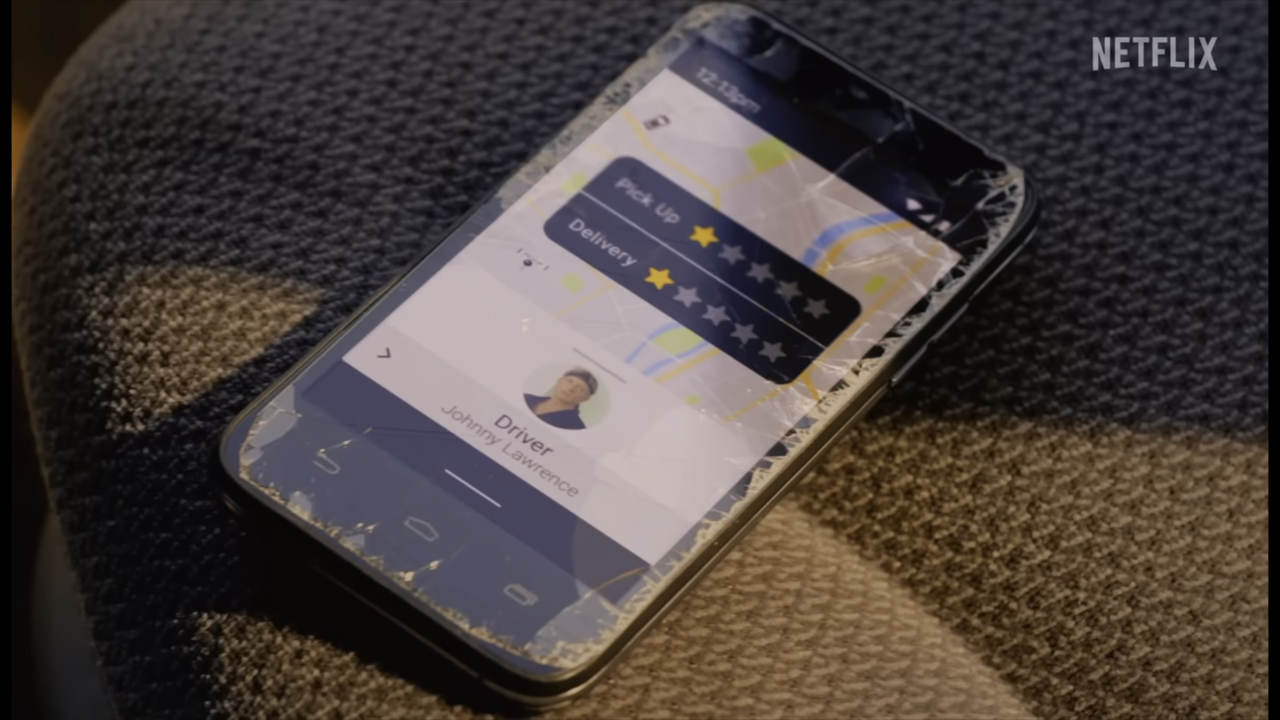 NETFLIX
12:13pm
Pick Up
Delivery
Driver
Johnny Lawrence